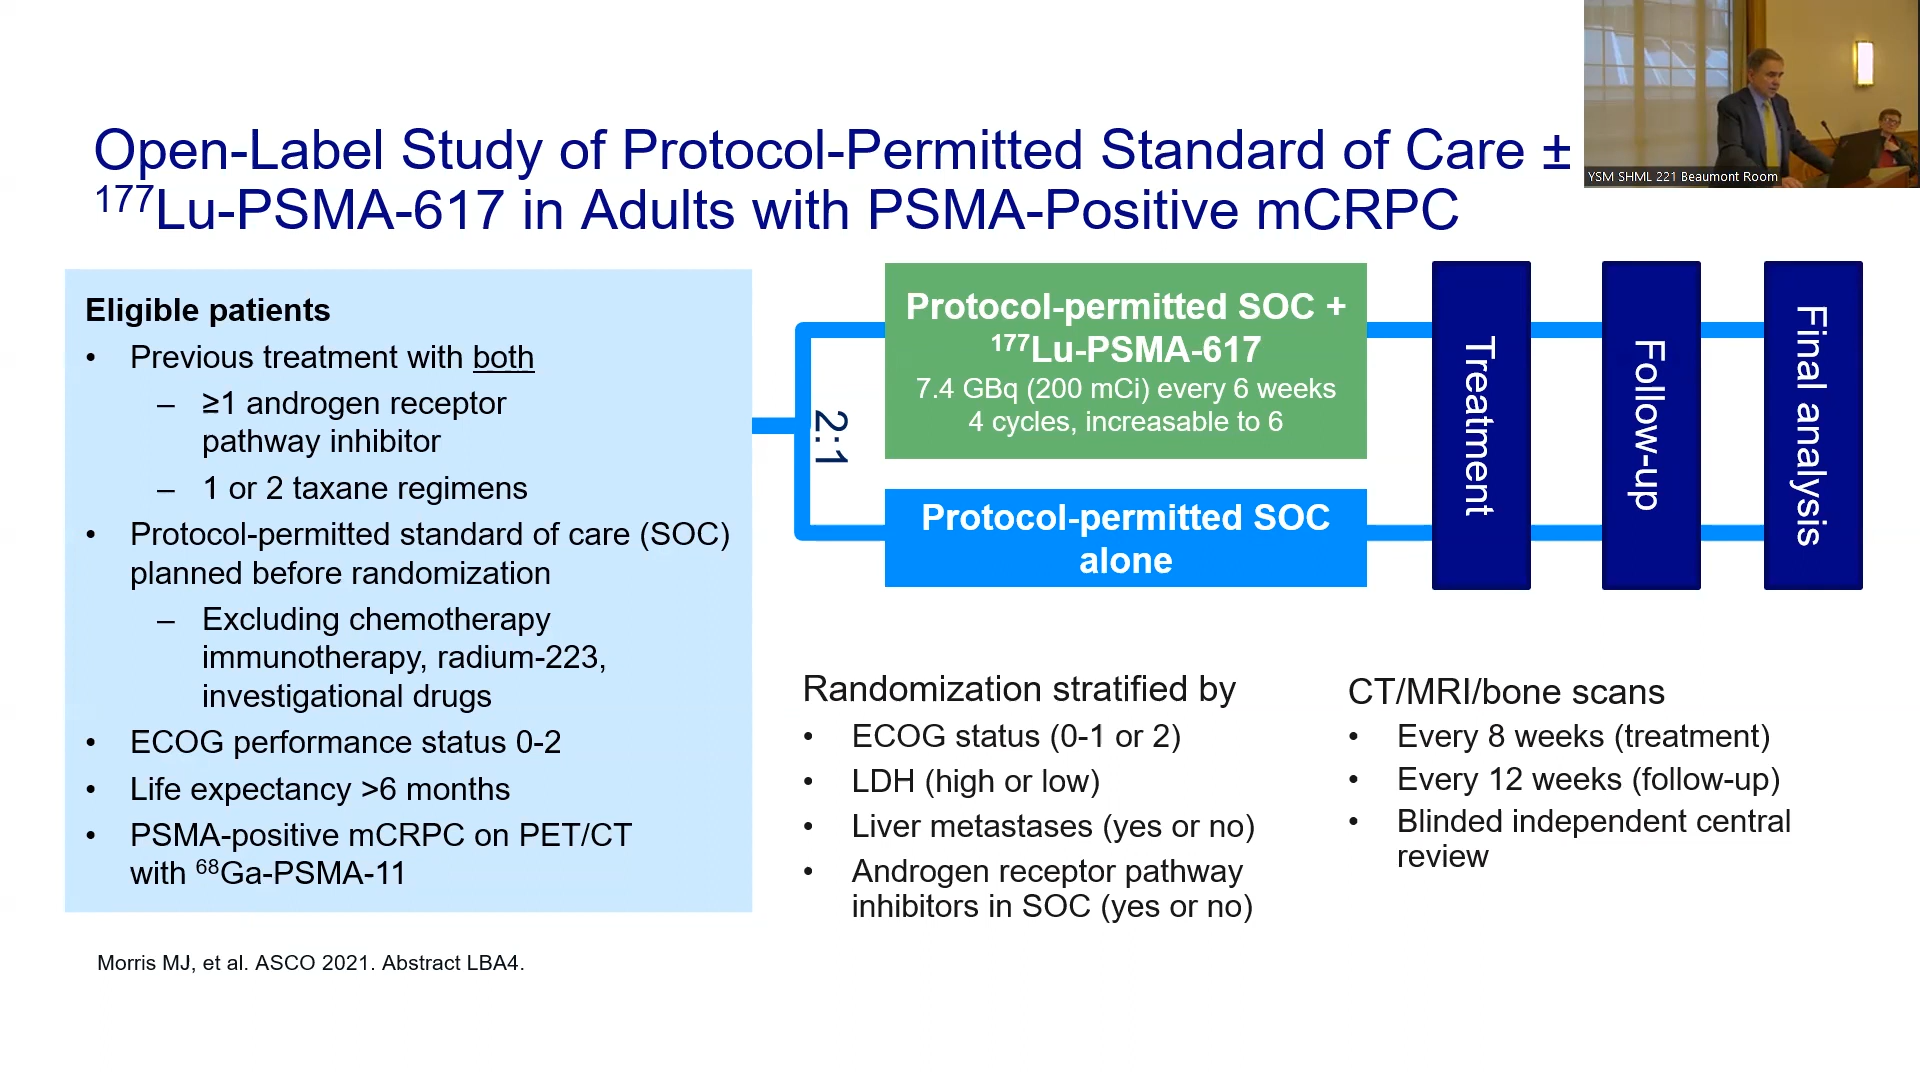 Open-Label Study of Protocol-Permitted Standard of Care ±
¹⁷⁷Lu-PSMA-617 in Adults with PSMA-Positive mCRPC
YSM SHML 221 Beaumont Room
Eligible patients
• Previous treatment with both
– ≥1 androgen receptor
pathway inhibitor
– 1 or 2 taxane regimens
• Protocol-permitted standard of care (SOC)
planned before randomization
– Excluding chemotherapy
immunotherapy, radium-223,
investigational drugs
• ECOG performance status 0-2
• Life expectancy >6 months
• PSMA-positive mCRPC on PET/CT
with ⁶⁸Ga-PSMA-11
2:1
Protocol-permitted SOC +
¹⁷⁷Lu-PSMA-617
7.4 GBq (200 mCi) every 6 weeks
4 cycles, increasable to 6
Protocol-permitted SOC
alone
Treatment
Follow-up
Final analysis
Randomization stratified by
• ECOG status (0-1 or 2)
• LDH (high or low)
• Liver metastases (yes or no)
• Androgen receptor pathway
inhibitors in SOC (yes or no)
CT/MRI/bone scans
• Every 8 weeks (treatment)
• Every 12 weeks (follow-up)
• Blinded independent central
review
Morris MJ, et al. ASCO 2021. Abstract LBA4.